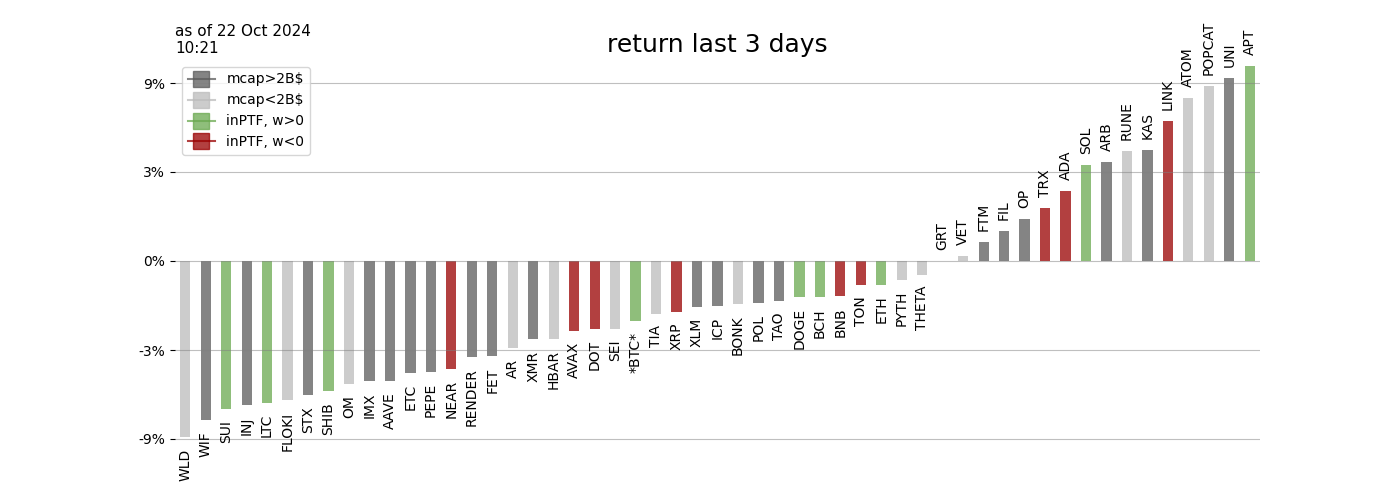 as of 22 Oct 2024
10:21
return last 3 days
mcap>2B$
mcap<2B$
inPTF, w>0
inPTF, w<0
9%
3%
0%
-3%
-9%
WLD
WIF
SUI
INJ
LTC
FLOKI
STX
SHIB
OM
IMX
AAVE
ETC
PEPE
NEAR
RENDER
FET
AR
XMR
HBAR
AVAX
DOT
SEI
*BTC*
TIA
XRP
XLM
ICP
BONK
POL
TAO
DOGE
BCH
BNB
TON
ETH
PYTH
THETA
GRT
VET
FTM
FIL
OP
TRX
ADA
SOL
ARB
RUNE
KAS
LINK
ATOM
POPCAT
UNI
APT